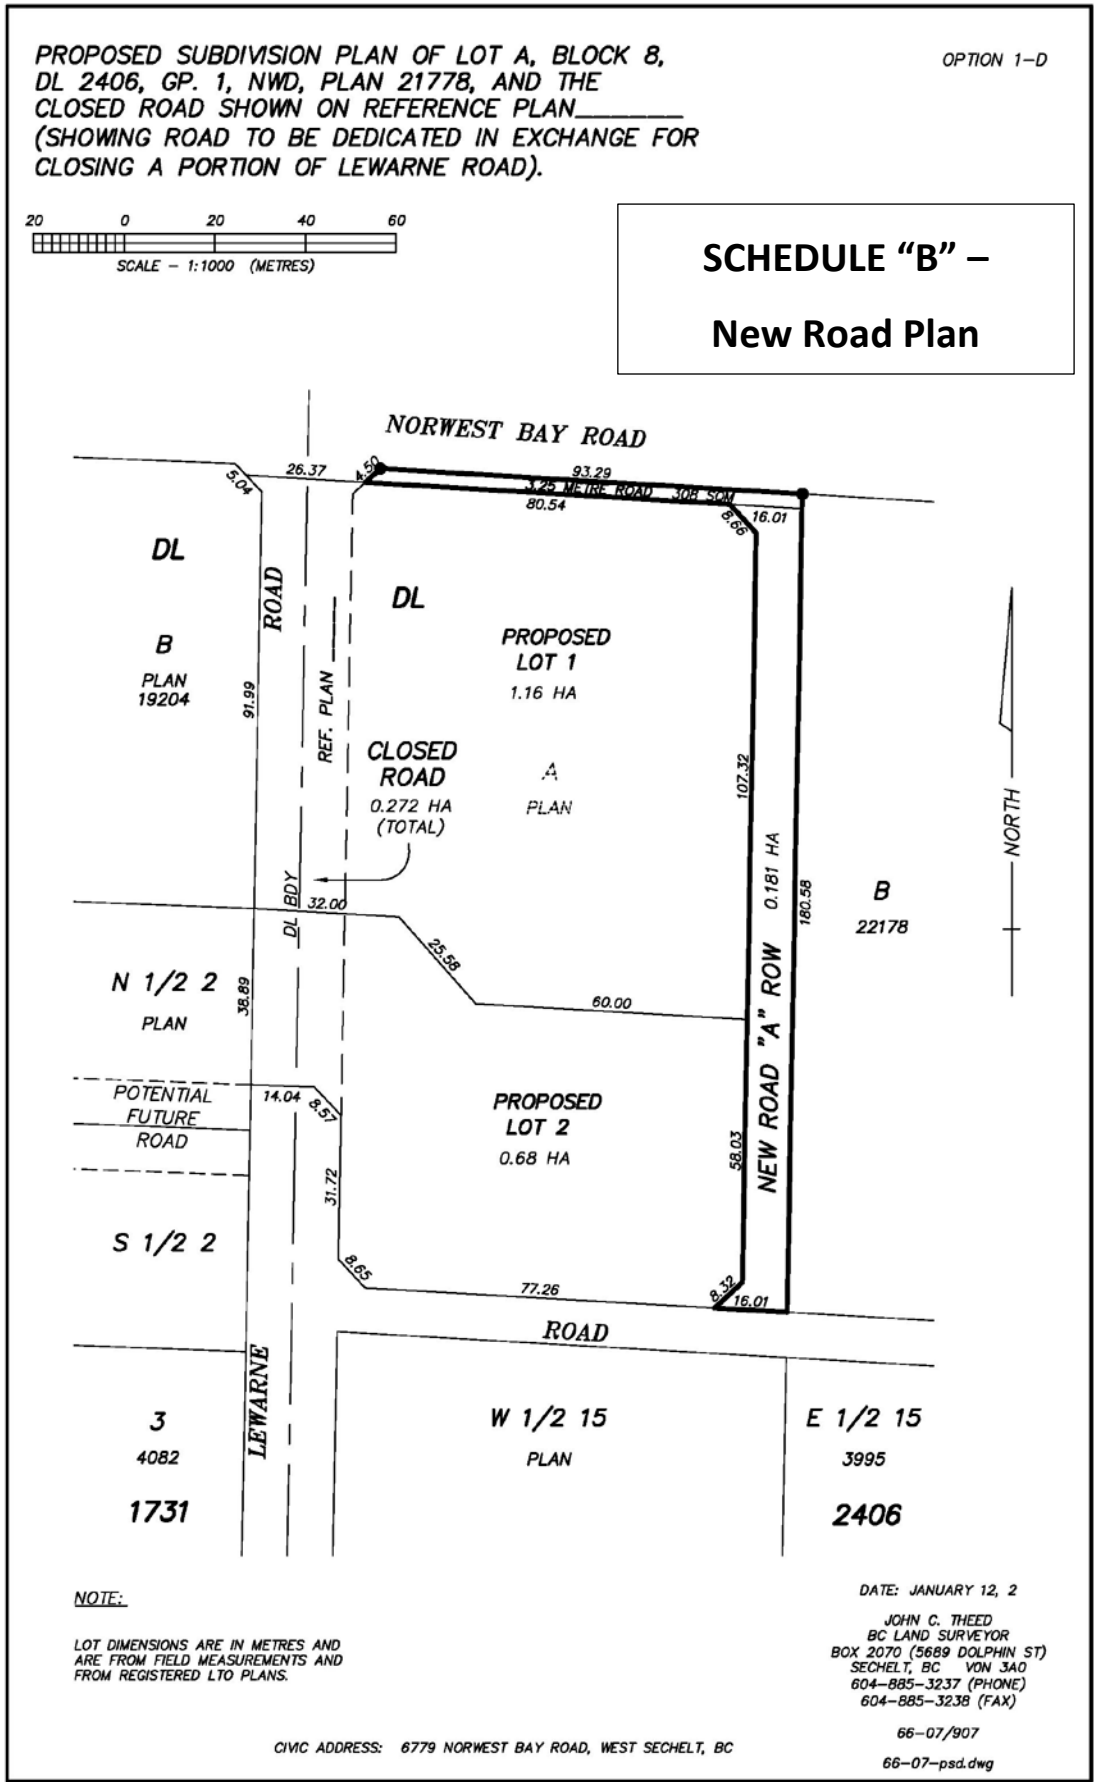 PROPOSED SUBDIVISION PLAN OF LOT A, BLOCK 8,
DL 2406, GP. 1, NWD, PLAN 21778, AND THE
CLOSED ROAD SHOWN ON REFERENCE PLAN_______
(SHOWING ROAD TO BE DEDICATED IN EXCHANGE FOR
CLOSING A PORTION OF LEWARNE ROAD).
OPTION 1-D
20 0 20 40 60
SCALE - 1:1000 (METRES)
SCHEDULE “B” –
New Road Plan
NORWEST BAY ROAD
5.04
26.37
4.50
93.29
3.25 METRE ROAD 308 SQM
80.54
8.66
16.01
DL
B
PLAN
19204
ROAD
91.99
REF. PLAN
DL
PROPOSED
LOT 1
1.16 HA
CLOSED
ROAD
0.272 HA
(TOTAL)
A
PLAN
107.32
0.181 HA
180.58
B
22178
NORTH
DL BDY
32.00
25.58
60.00
N 1/2 2
PLAN
38.89
NEW ROAD "A" ROW
POTENTIAL
FUTURE
ROAD
14.04
8.57
PROPOSED
LOT 2
0.68 HA
58.03
31.72
S 1/2 2
8.65
77.26
8.32
16.01
ROAD
LEWARNE
3
4082
1731
W 1/2 15
PLAN
E 1/2 15
3995
2406
NOTE:
LOT DIMENSIONS ARE IN METRES AND
ARE FROM FIELD MEASUREMENTS AND
FROM REGISTERED LTO PLANS.
DATE: JANUARY 12, 2
JOHN C. THEED
BC LAND SURVEYOR
BOX 2070 (5689 DOLPHIN ST)
SECHELT, BC V0N 3A0
604-885-3237 (PHONE)
604-885-3238 (FAX)
66-07/907
66-07-psd.dwg
CIVIC ADDRESS: 6779 NORWEST BAY ROAD, WEST SECHELT, BC